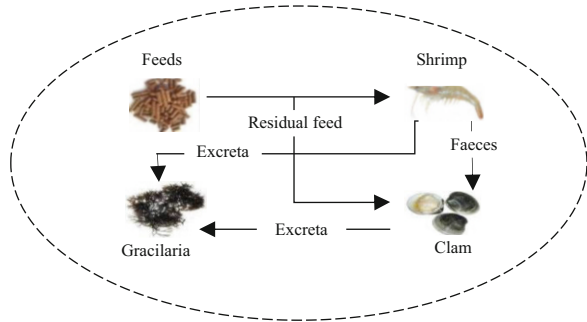 Feeds
Shrimp
Residual feed
Excreta
Faeces
Gracilaria
Excreta
Clam